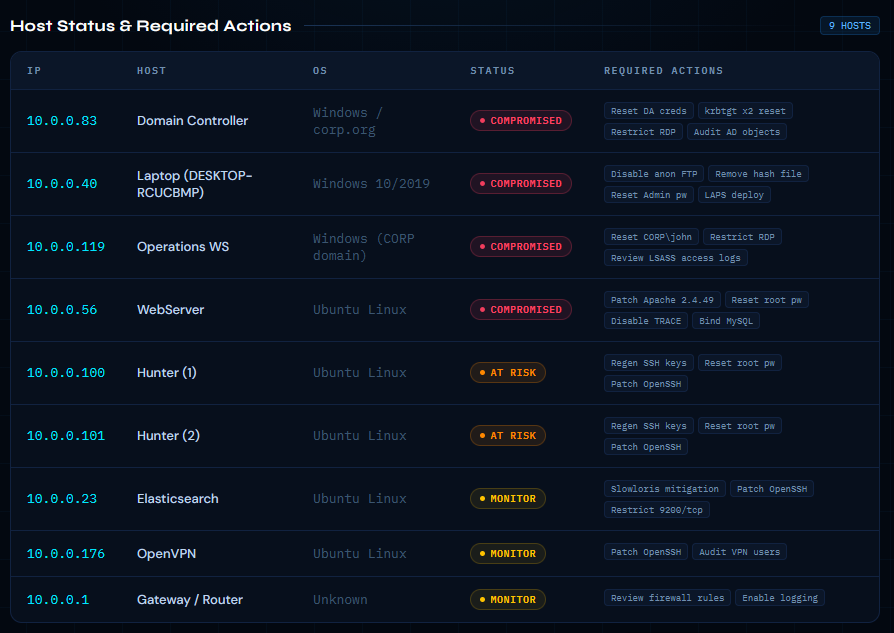 Host Status & Required Actions
9 HOSTS
IP HOST OS STATUS REQUIRED ACTIONS
10.0.0.83 Domain Controller Windows / corp.org COMPROMISED Reset DA creds krbtgt x2 reset
Restrict RDP Audit AD objects
10.0.0.40 Laptop (DESKTOP-RCUCBMP) Windows 10/2019 COMPROMISED Disable anon FTP Remove hash file
Reset Admin pw LAPS deploy
10.0.0.119 Operations WS Windows (CORP domain) COMPROMISED Reset CORP\john Restrict RDP
Review LSASS access logs
10.0.0.56 WebServer Ubuntu Linux COMPROMISED Patch Apache 2.4.49 Reset root pw
Disable TRACE Bind MySQL
10.0.0.100 Hunter (1) Ubuntu Linux AT RISK Regen SSH keys Reset root pw
Patch OpenSSH
10.0.0.101 Hunter (2) Ubuntu Linux AT RISK Regen SSH keys Reset root pw
Patch OpenSSH
10.0.0.23 Elasticsearch Ubuntu Linux MONITOR Slowloris mitigation Patch OpenSSH
Restrict 9200/tcp
10.0.0.176 OpenVPN Ubuntu Linux MONITOR Patch OpenSSH Audit VPN users
10.0.0.1 Gateway / Router Unknown MONITOR Review firewall rules Enable logging